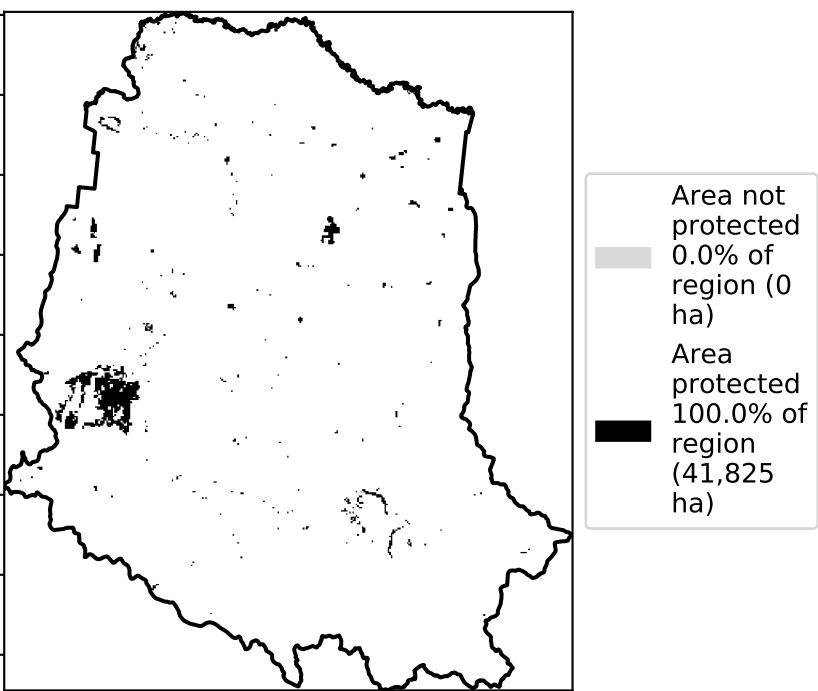 Area not
protected
0.0% of
region (0
ha)
Area
protected
100.0% of
region
(41,825
ha)